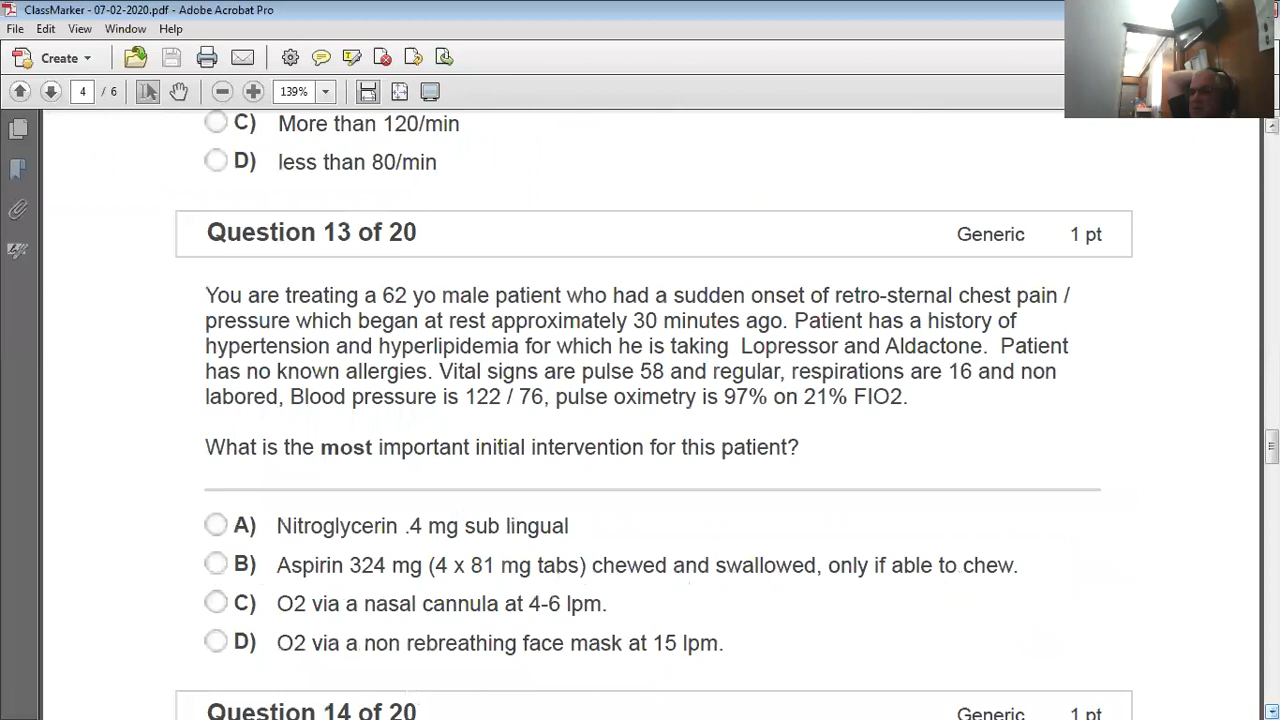 ClassMarker - 07-02-2020.pdf - Adobe Acrobat Pro
File Edit View Window Help
Create
4 / 6 139%
C) More than 120/min
D) less than 80/min
Question 13 of 20 Generic 1 pt
You are treating a 62 yo male patient who had a sudden onset of retro-sternal chest pain /
pressure which began at rest approximately 30 minutes ago. Patient has a history of
hypertension and hyperlipidemia for which he is taking Lopressor and Aldactone. Patient
has no known allergies. Vital signs are pulse 58 and regular, respirations are 16 and non
labored, Blood pressure is 122 / 76, pulse oximetry is 97% on 21% FIO2.
What is the most important initial intervention for this patient?
A) Nitroglycerin .4 mg sub lingual
B) Aspirin 324 mg (4 x 81 mg tabs) chewed and swallowed, only if able to chew.
C) O2 via a nasal cannula at 4-6 lpm.
D) O2 via a non rebreathing face mask at 15 lpm.
Question 14 of 20 Generic 1 pt